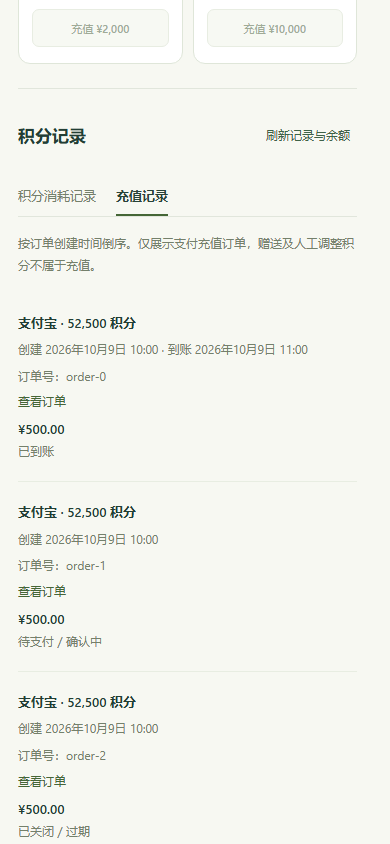 充值 ¥2,000
充值 ¥10,000
积分记录
刷新记录与余额
积分消耗记录
充值记录
按订单创建时间倒序。仅展示支付充值订单，赠送及人工调整积
分不属于充值。
支付宝 · 52,500 积分
创建 2026年10月9日 10:00 · 到账 2026年10月9日 11:00
订单号：order-0
查看订单
¥500.00
已到账
支付宝 · 52,500 积分
创建 2026年10月9日 10:00
订单号：order-1
查看订单
¥500.00
待支付 / 确认中
支付宝 · 52,500 积分
创建 2026年10月9日 10:00
订单号：order-2
查看订单
¥500.00
已关闭 / 过期